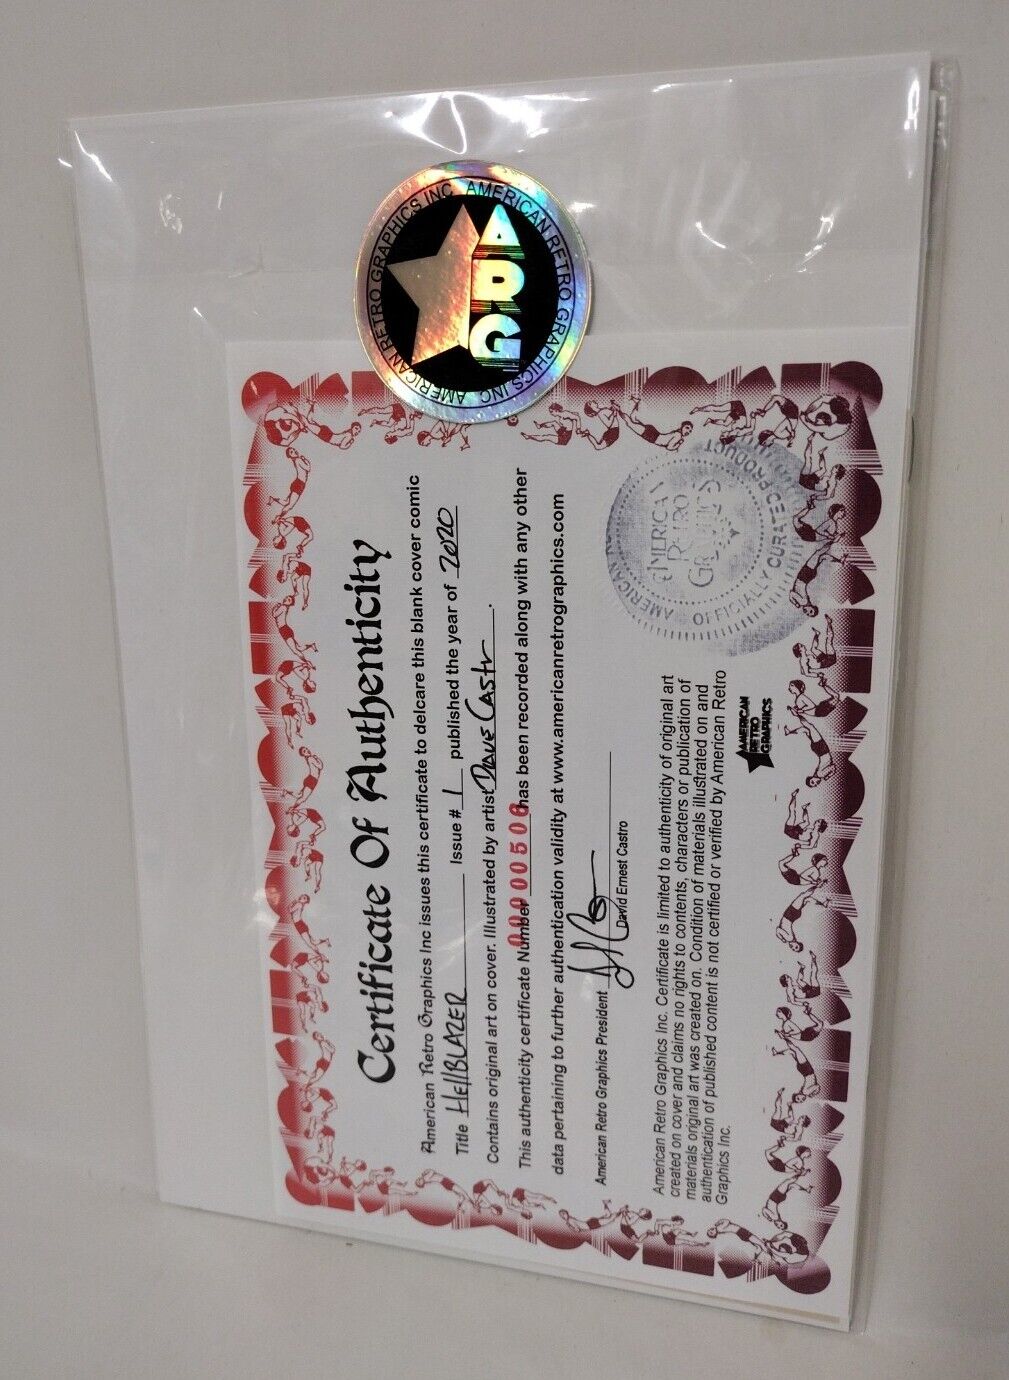 AMERICAN RETRO GRAPHICS INC AMERICAN RETRO GRAPHICS INC
ARG
Certificate Of Authenticity
American Retro Graphics Inc issues this certificate to delcare this blank cover comic
Title HEllBLAZER Issue # 1 published the year of 2020
Contains original art on cover. Illustrated by artist Dave Castr.
This authenticity certificate Number 0000506 has been recorded along with any other
data pertaining to further authentication validity at www.americanretrographics.com
American Retro Graphics President
David Ernest Castro
American Retro Graphics Inc. Certificate is limited to authenticity of original art
created on cover and claims no rights to contents, characters or publication of
materials original art was created on. Condition of materials illustrated on and
authentication of published content is not certified or verified by American Retro
Graphics Inc.
AMERICAN
RETRO
GRAPHICS
AMERICAN
RETRO
OFFICIALLY CURATED PRODUCT
AMERICAN